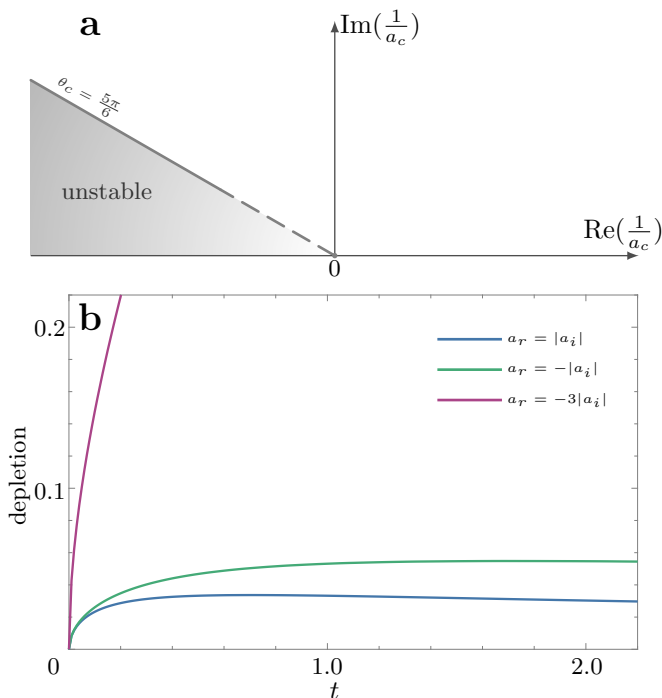 a
Im(1/a_c)
θ_c = 5π/6
unstable
Re(1/a_c)
0
b
0.2
a_r = |a_i|
a_r = −|a_i|
a_r = −3|a_i|
depletion
0.1
0
0
1.0
2.0
t